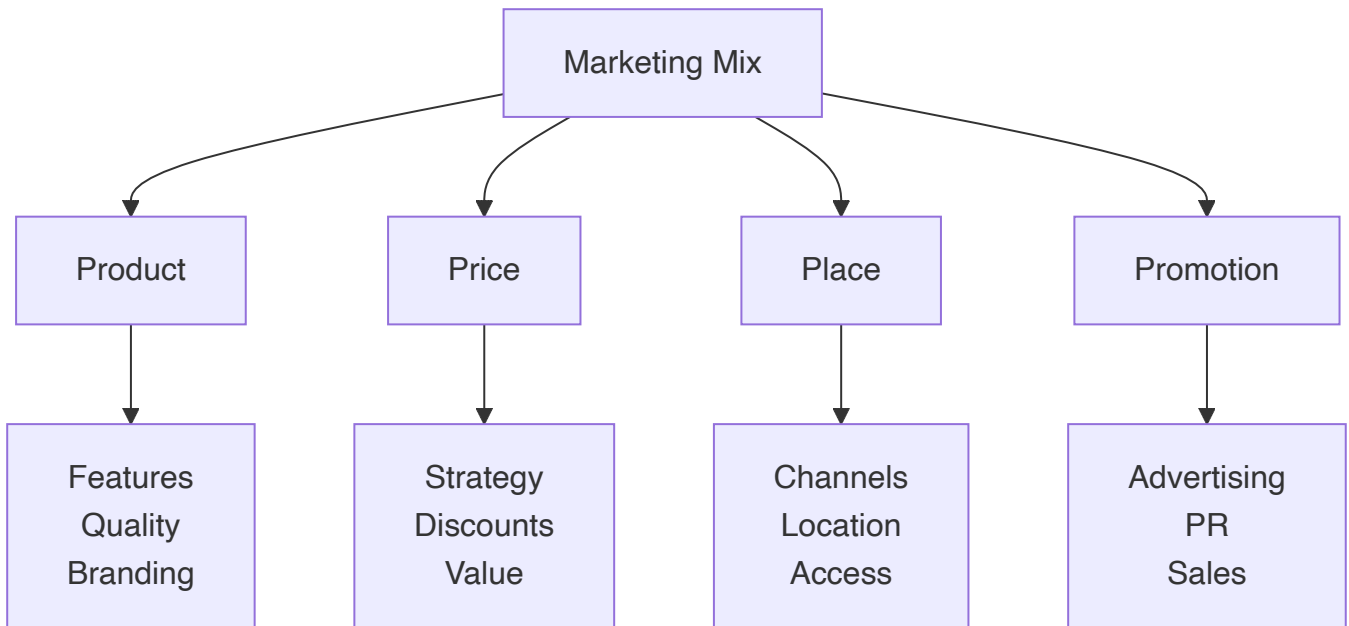 Marketing Mix
Product
Price
Place
Promotion
Features
Quality
Branding
Strategy
Discounts
Value
Channels
Location
Access
Advertising
PR
Sales